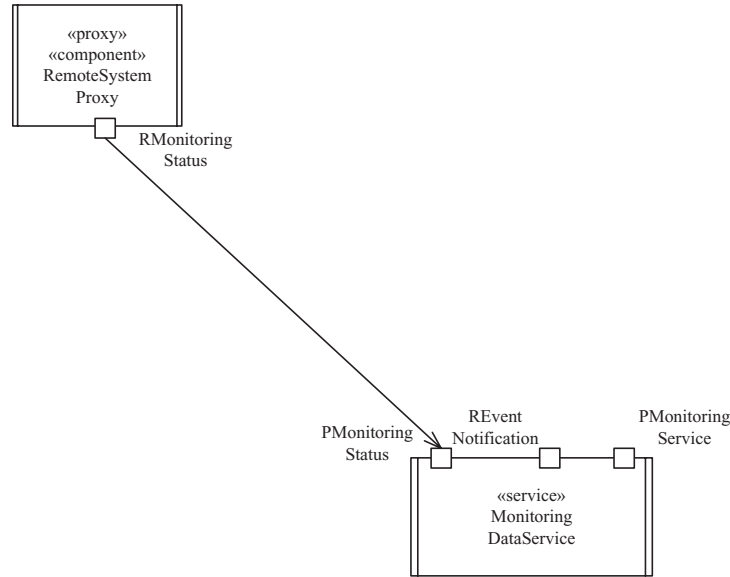 «proxy»
«component»
RemoteSystem
Proxy
RMonitoring
Status
PMonitoring
Status
REvent
Notification
PMonitoring
Service
«service»
Monitoring
DataService